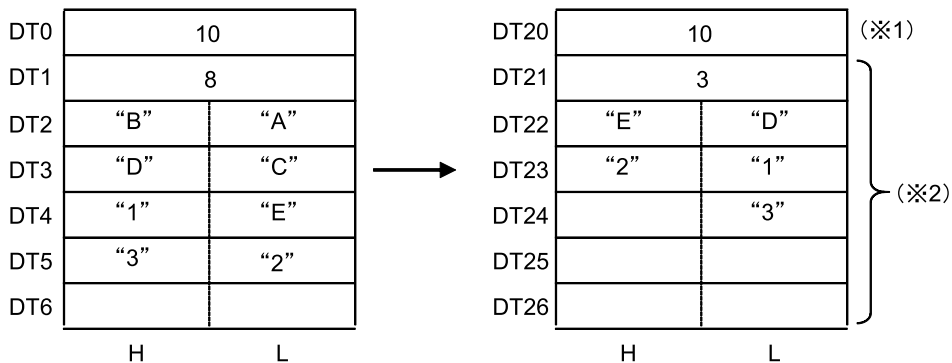 DT0 10 DT20 10 (※1)
DT1 8 DT21 3
DT2 “B” “A” DT22 “E” “D”
DT3 “D” “C” DT23 “2” “1”
DT4 “1” “E” DT24 “3”
(※2)
DT5 “3” “2” DT25
DT6 DT26
H L H L